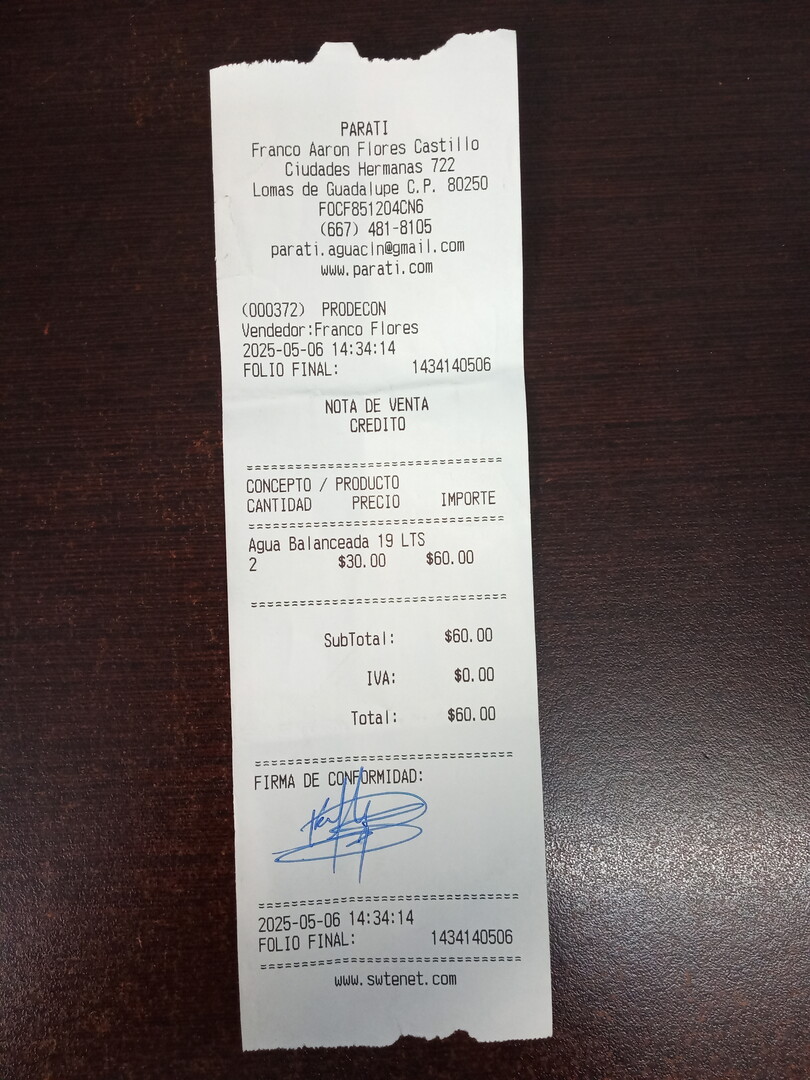 PARATI
Franco Aaron Flores Castillo
Ciudades Hermanas 722
Lomas de Guadalupe C.P. 80250
FOCF851204CN6
(667) 481-8105
parati.aguacln@gmail.com
www.parati.com
(000372) PRODECON
Vendedor:Franco Flores
2025-05-06 14:34:14
FOLIO FINAL: 1434140506
NOTA DE VENTA
CREDITO
==================================
CONCEPTO / PRODUCTO
CANTIDAD PRECIO IMPORTE
==================================
Agua Balanceada 19 LTS
2 $30.00 $60.00
==================================
SubTotal: $60.00
IVA: $0.00
Total: $60.00
==================================
FIRMA DE CONFORMIDAD:
==================================
2025-05-06 14:34:14
FOLIO FINAL: 1434140506
==================================
www.swtenet.com